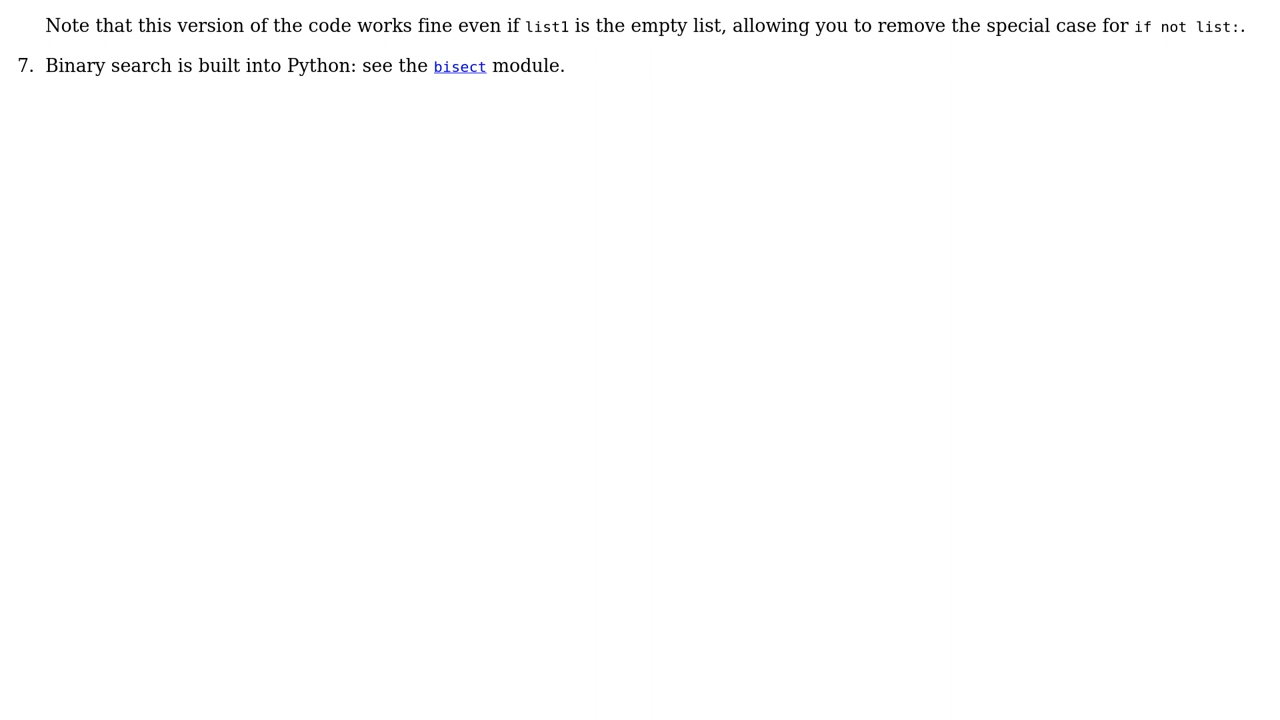 Note that this version of the code works fine even if list1 is the empty list, allowing you to remove the special case for if not list:.
7. Binary search is built into Python: see the bisect module.